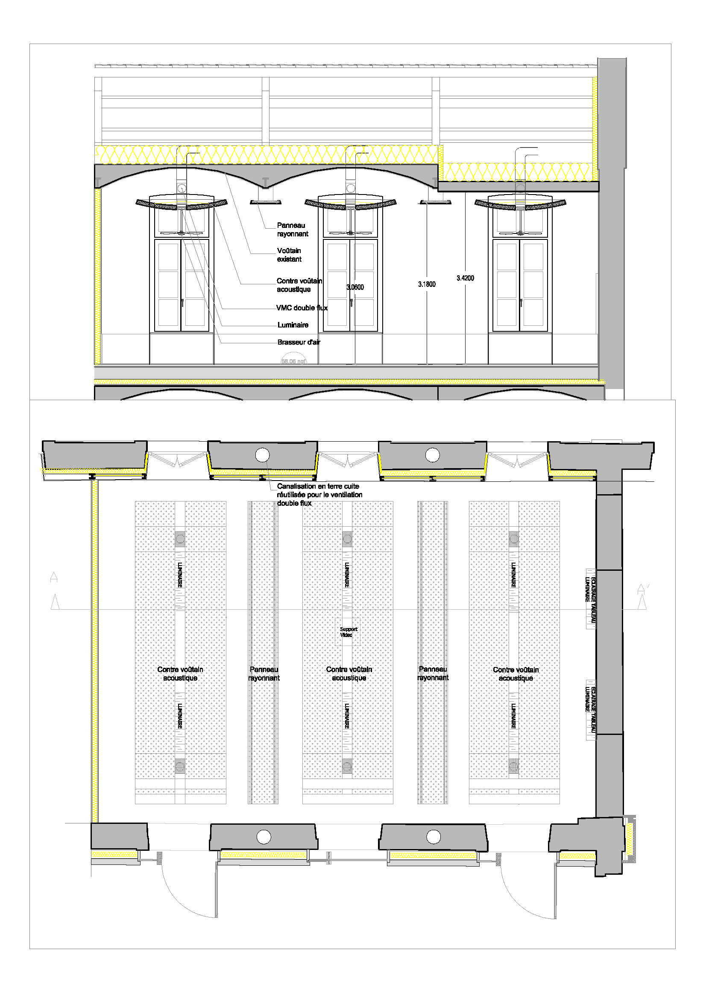 Panneau
rayonnant
Voûtain
existant
Contre voûtain
acoustique
VMC double flux
Luminaire
Brasseur d'air
3.0600
3.1800
3.4200
58.06 ngf
Canalisation en terre cuite
réutilisée pour le ventilation
double flux
LUMINAIRE
LUMINAIRE
LUMINAIRE
ECLAIRAGE TABLEAU
LUMINAIRE
A
A'
Support
Video
Contre voûtain
acoustique
Panneau
rayonnant
Contre voûtain
acoustique
Panneau
rayonnant
Contre voûtain
acoustique
ECLAIRAGE TABLEAU
LUMINAIRE
LUMINAIRE
LUMINAIRE
LUMINAIRE